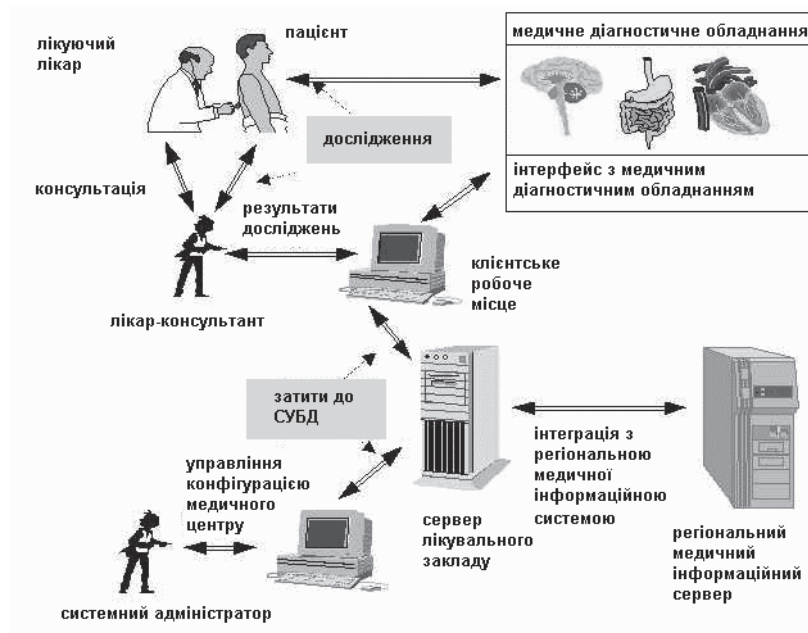 лікуючий
лікар
пацієнт
медичне діагностичне обладнання
дослідження
інтерфейс з медичним
діагностичним обладнанням
консультація
результати
досліджень
клієнтське
робоче
місце
лікар-консультант
затити до
СУБД
управління
конфігурацією
медичного
центру
інтеграція з
регіональною
медичної
інформаційною
системою
сервер
лікувального
закладу
регіональний
медичний
інформаційний
сервер
системний адміністратор